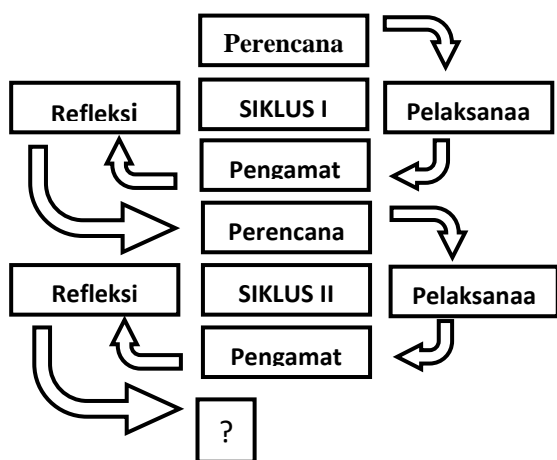 Perencana
Refleksi
SIKLUS I
Pelaksanaa
Pengamat
Perencana
Refleksi
SIKLUS II
Pelaksanaa
Pengamat
?